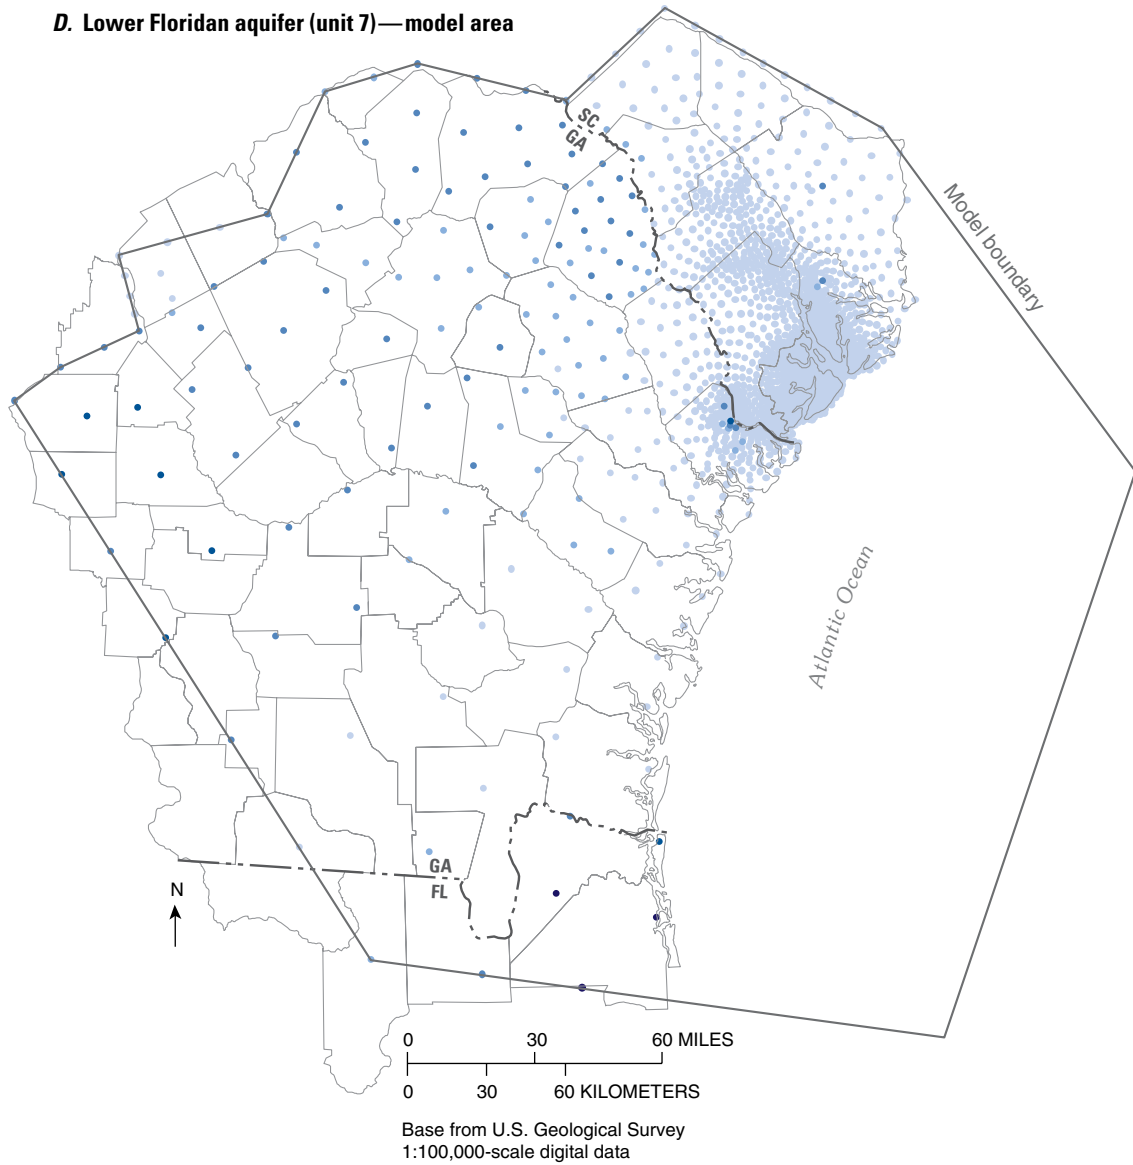 D. Lower Floridan aquifer (unit 7)—model area
SC
GA
Model boundary
Atlantic Ocean
GA
FL
N
0 30 60 MILES
0 30 60 KILOMETERS
Base from U.S. Geological Survey
1:100,000-scale digital data